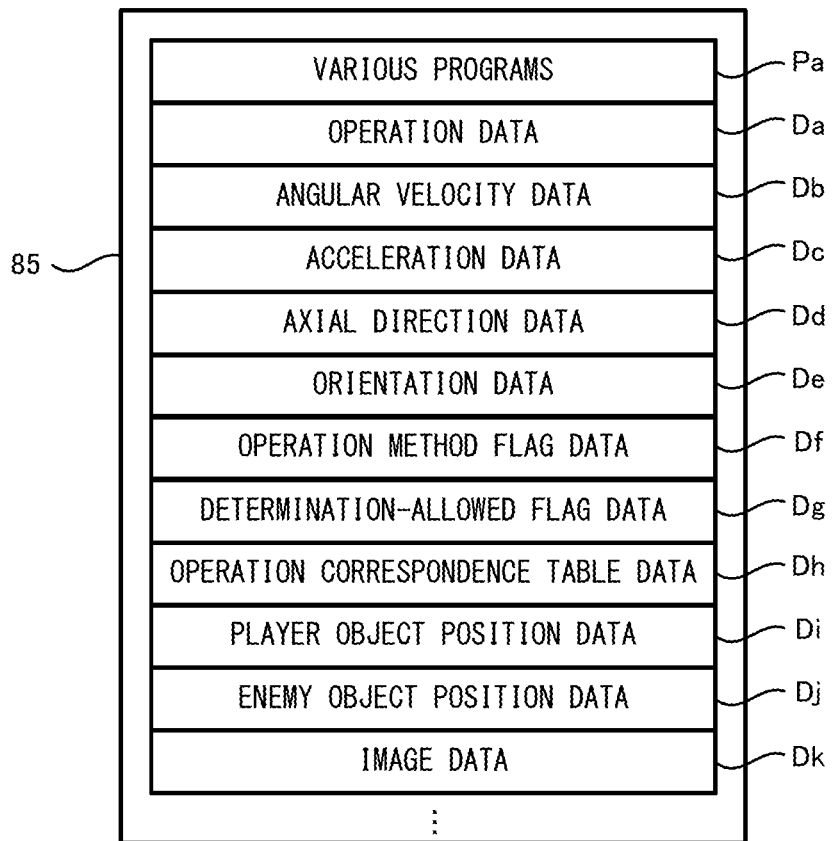 VARIOUS PROGRAMS Pa
OPERATION DATA Da
ANGULAR VELOCITY DATA Db
85 ACCELERATION DATA Dc
AXIAL DIRECTION DATA Dd
ORIENTATION DATA De
OPERATION METHOD FLAG DATA Df
DETERMINATION-ALLOWED FLAG DATA Dg
OPERATION CORRESPONDENCE TABLE DATA Dh
PLAYER OBJECT POSITION DATA Di
ENEMY OBJECT POSITION DATA Dj
IMAGE DATA Dk